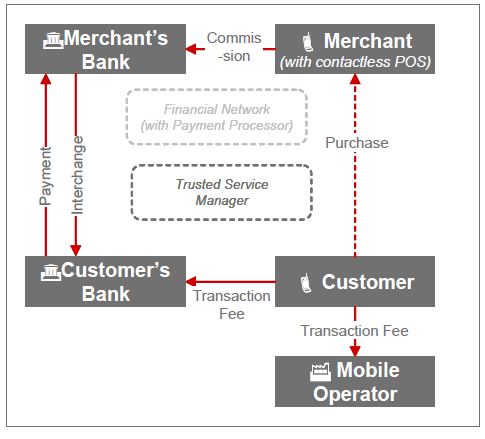 Merchant's
Bank
Commis
-sion
Merchant
(with contactless POS)
Financial Network
(with Payment Processor)
Purchase
Payment
Interchange
Trusted Service
Manager
Customer's
Bank
Transaction
Fee
Customer
Transaction Fee
Mobile
Operator